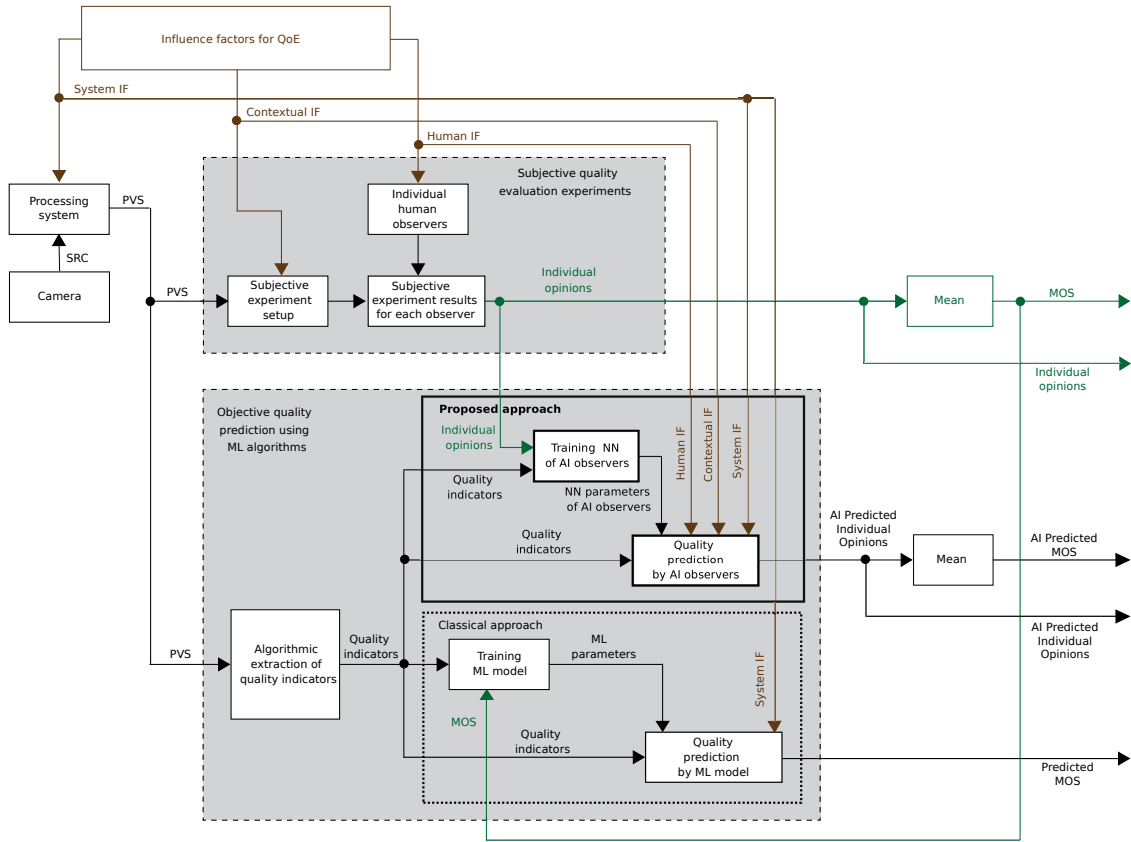 Influence factors for QoE
System IF
Contextual IF
Human IF
Subjective quality
evaluation experiments
Processing
system
PVS
Individual
human
observers
SRC
Camera
PVS
Subjective
experiment
setup
Subjective
experiment results
for each observer
Individual
opinions
Mean
MOS
Individual
opinions
Objective quality
prediction using
ML algorithms
Proposed approach
Individual
opinions
Training NN
of AI observers
Human IF
Contextual IF
System IF
Quality
indicators
NN parameters
of AI observers
Quality
indicators
Quality
prediction
by AI observers
AI Predicted
Individual
Opinions
Mean
AI Predicted
MOS
AI Predicted
Individual
Opinions
PVS
Algorithmic
extraction of
quality indicators
Quality
indicators
Classical approach
Training
ML model
ML
parameters
System IF
MOS
Quality
indicators
Quality
prediction
by ML model
Predicted
MOS